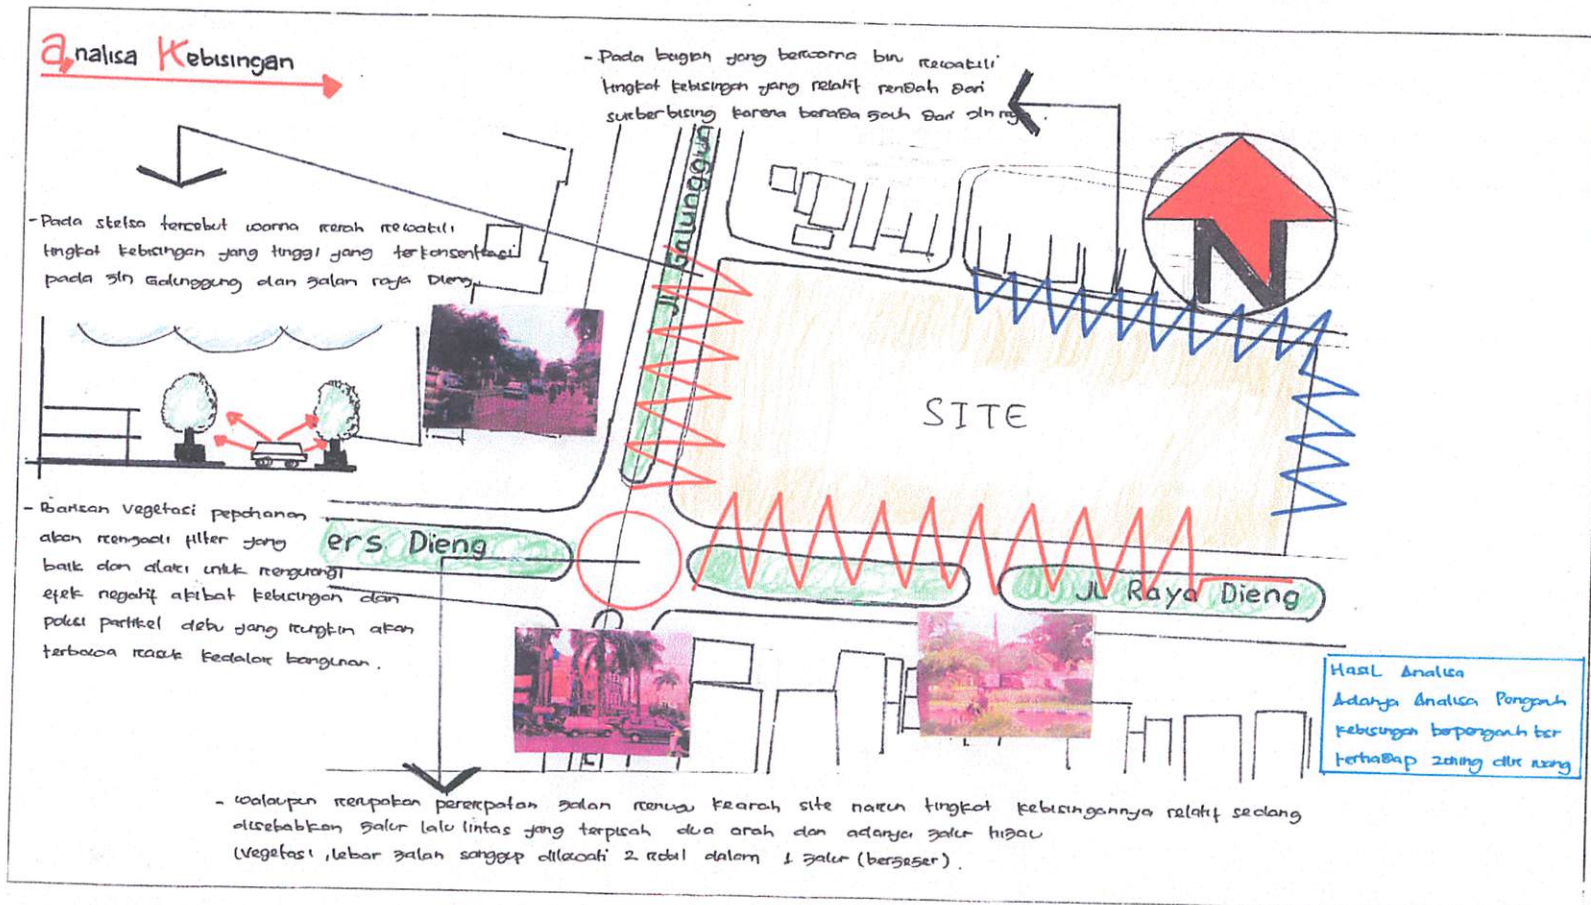 Analisa Kebisingan
- Pada bagian yang berwarna biru mewakili
tingkat kebisingan yang relatif rendah dari
sumber bising karena berada jauh dari jln raya.
- Pada sketsa tersebut warna merah mewakili
tingkat kebisingan yang tinggi yang terkonsentrasi
pada jln Galunggung dan jalan raya Dieng.
Jl Galunggun
N
SITE
- Barisan vegetasi pepohonan
akan menjadi filter yang
baik dan alami untuk mengurangi
efek negatif akibat kebisingan dan
polusi partikel debu yang mungkin akan
terbawa masuk kedalam bangunan.
ers Dieng
JL Raya Dieng
Hasil Analisa
Adanya Analisa Pengaruh
kebisingan berpengaruh bsr
terhadap zoning dlm
- walaupun merupakan perempatan jalan menuju kearah site namun tingkat kebisingannya relatif sedang
disebabkan jalur lalu lintas yang terpisah dua arah dan adanya jalur hijau
(vegetasi, lebar jalan sanggup dilewati 2 mobil dalam 1 jalur (berjejer).